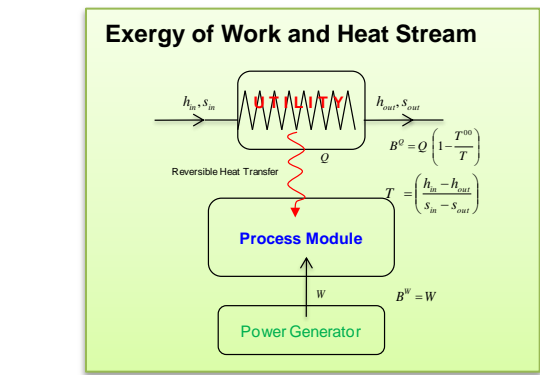 Exergy of Work and Heat Stream
UTILITY
h_in, s_in
h_out, s_out
B^Q = Q (1 - T^00 / T)
Q
Reversible Heat Transfer
T = ((h_in - h_out) / (s_in - s_out))
Process Module
W
B^W = W
Power Generator